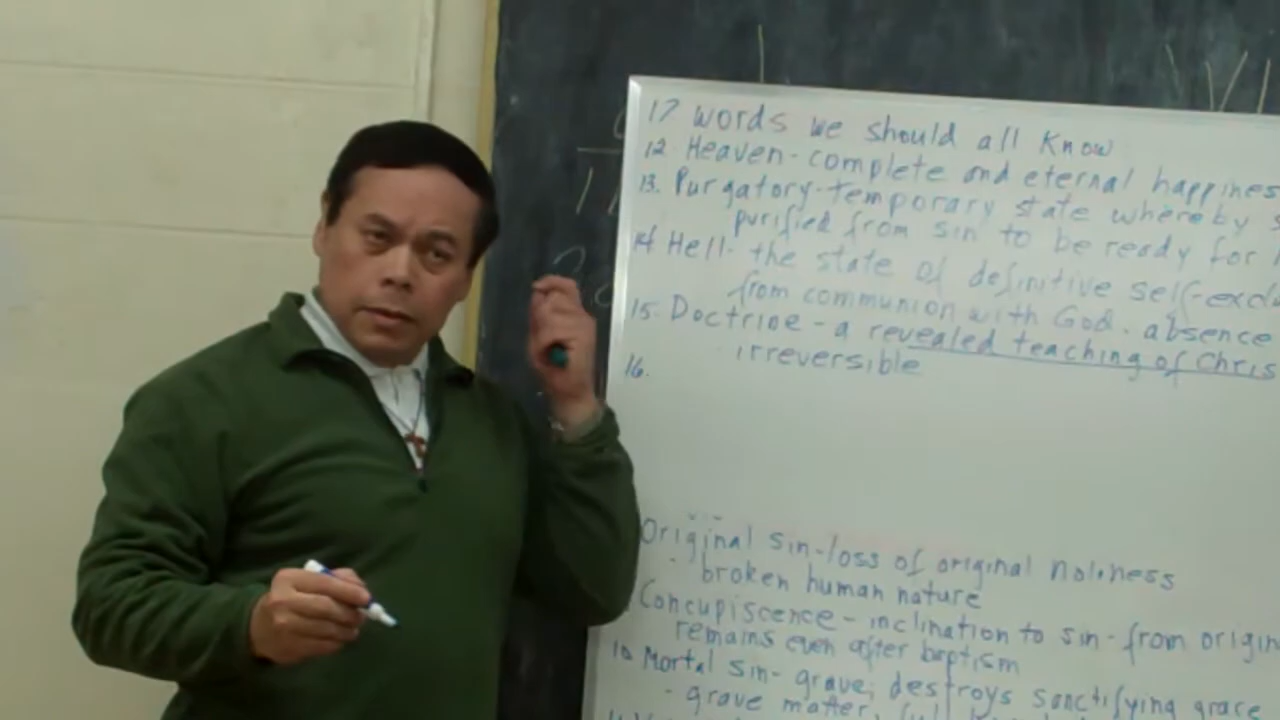 17 words we should all Know
12 Heaven - complete and eternal happines
13. Purgatory - temporary state whereby s
purified from sin to be ready for
14 Hell - the state of definitive self-excl
from communion with God. absence
15. Doctrine - a revealed teaching of Chris
irreversible
16.
Original sin - loss of original holiness
- broken human nature
Concupiscence - inclination to sin - from origin
remains even after baptism
10 Mortal sin - grave, destroys sanctifying grace
- grave matter, full